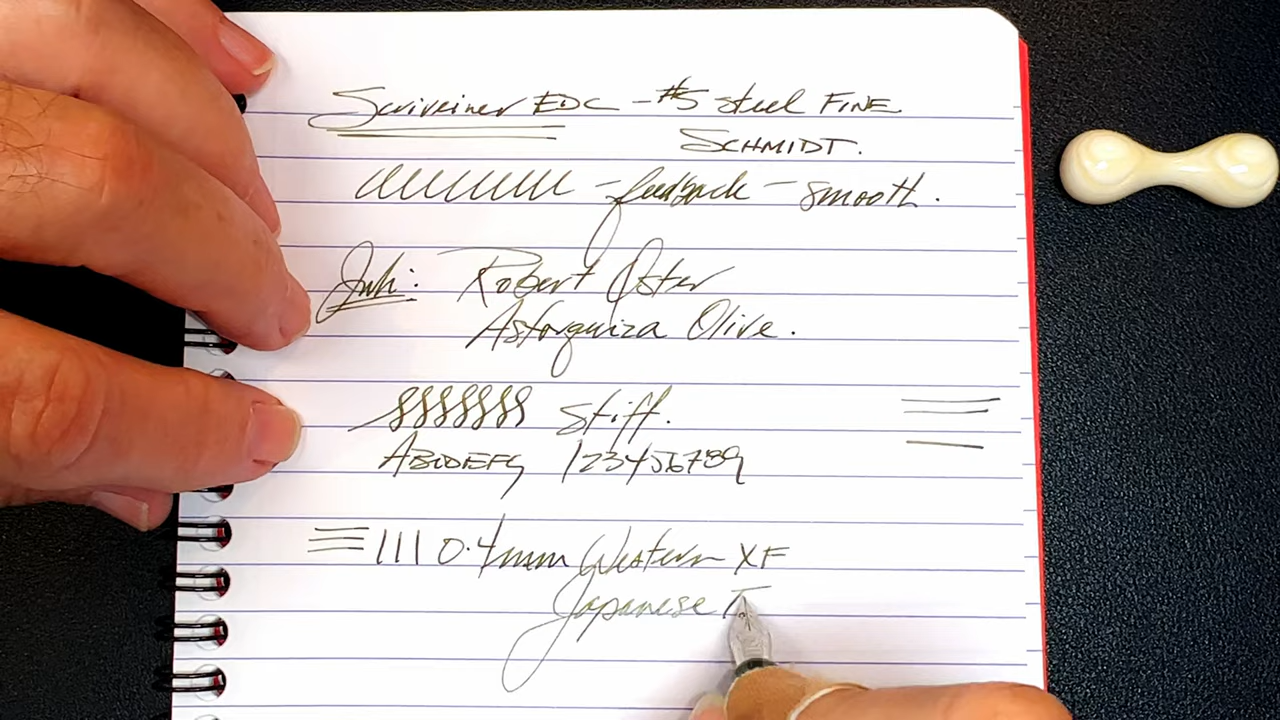 Scriveiner EDC - #5 Steel FINE
SCHMIDT.
- feedback - smooth.
Ink: Robert Oster
Astorquiza Olive.
Stiff.
ABCDEFG 123456789
0.4mm Western XF
Japanese F